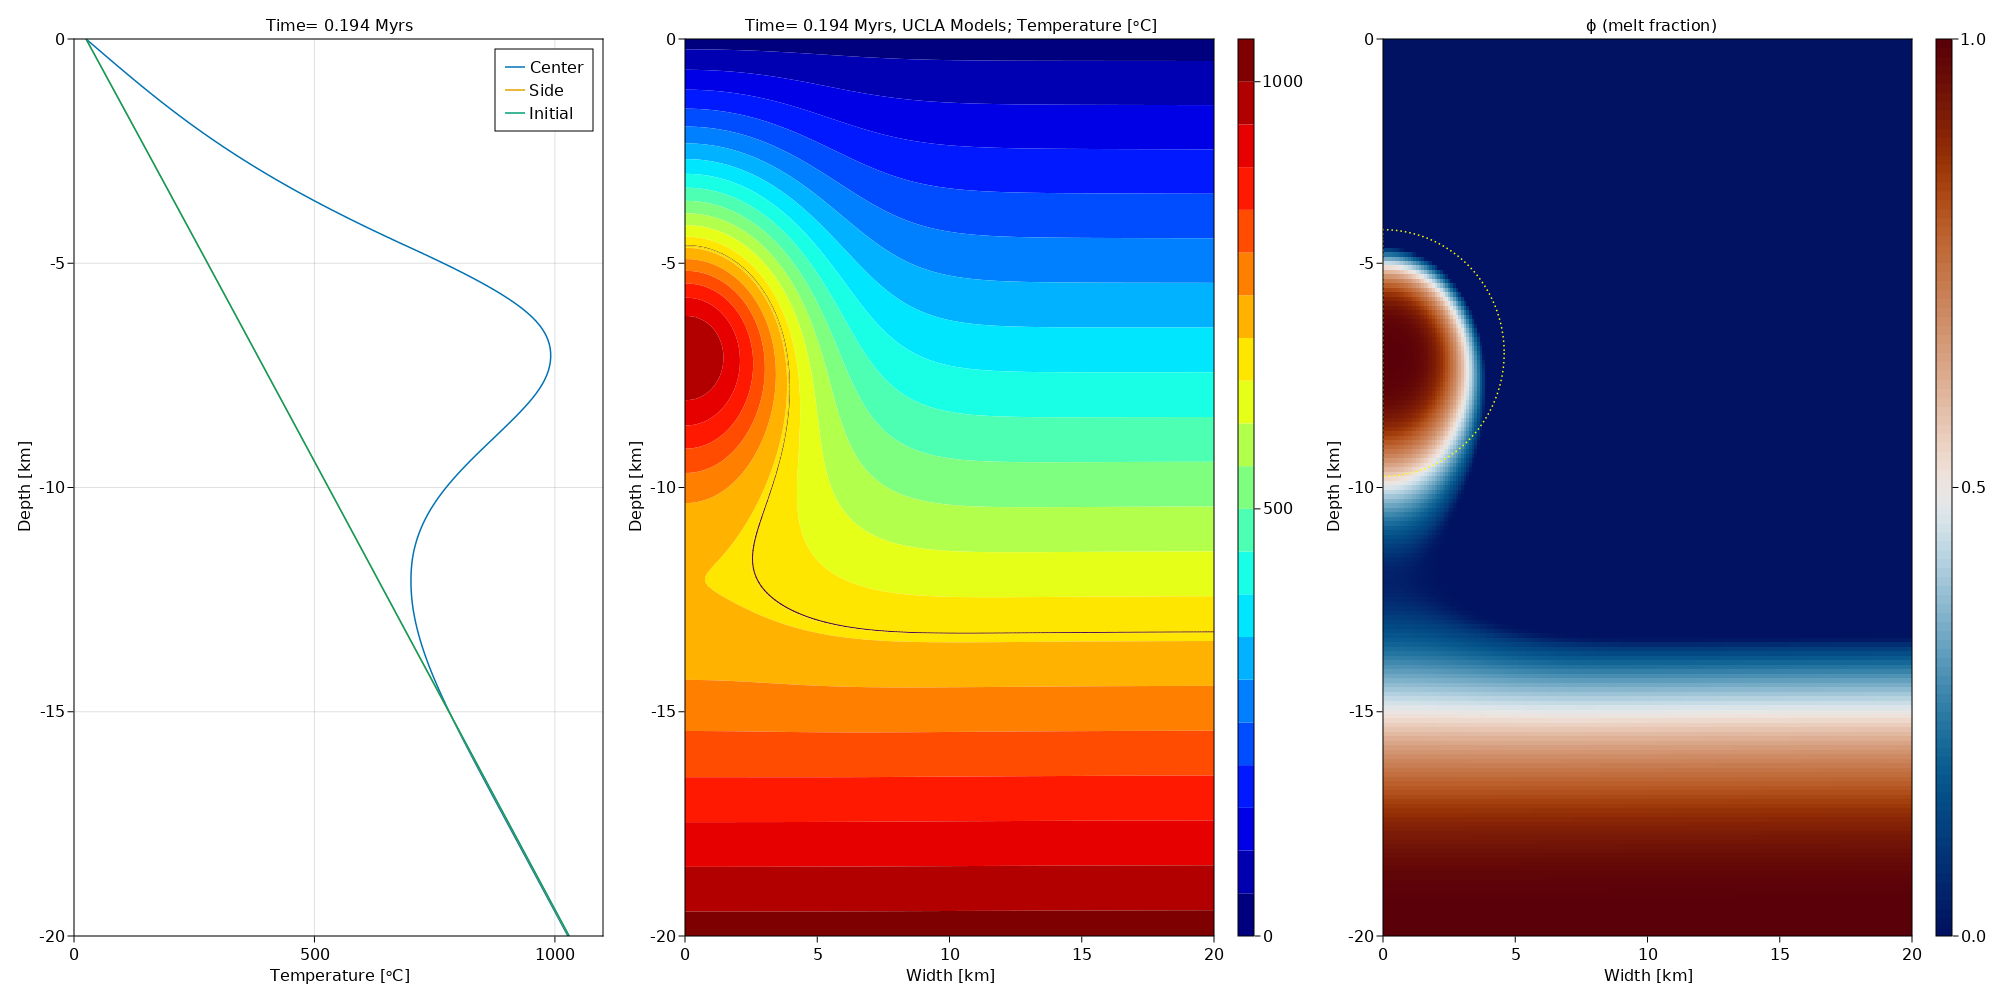 Time= 0.194 Myrs
0
-5
-10
-15
-20
Depth [km]
0
500
1000
Temperature [°C]
Center
Side
Initial
Time= 0.194 Myrs, UCLA Models; Temperature [°C]
0
-5
-10
-15
-20
Depth [km]
0
5
10
15
20
Width [km]
1000
500
0
ϕ (melt fraction)
0
-5
-10
-15
-20
Depth [km]
0
5
10
15
20
Width [km]
1.0
0.5
0.0